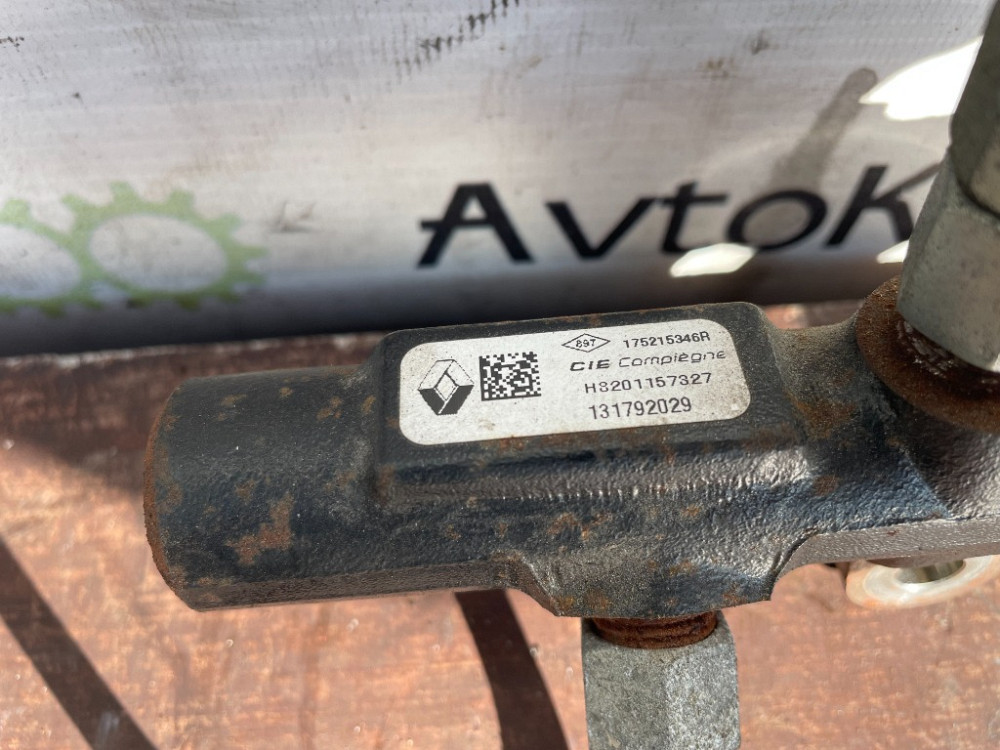 AvtoK
897 175215346R
CIE Compiègne
H8201157327
131792029